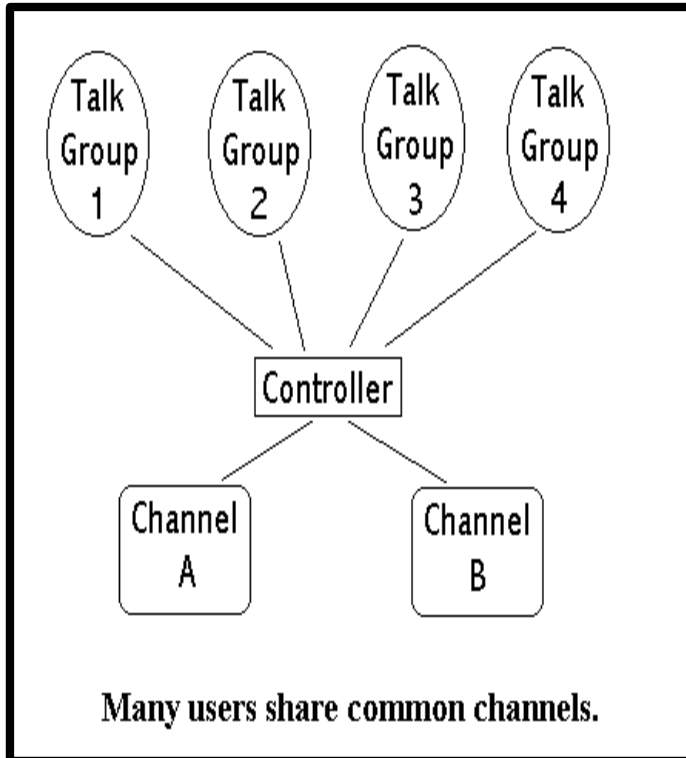 Talk
Group
1
Talk
Group
2
Talk
Group
3
Talk
Group
4
Controller
Channel
A
Channel
B
Many users share common channels.